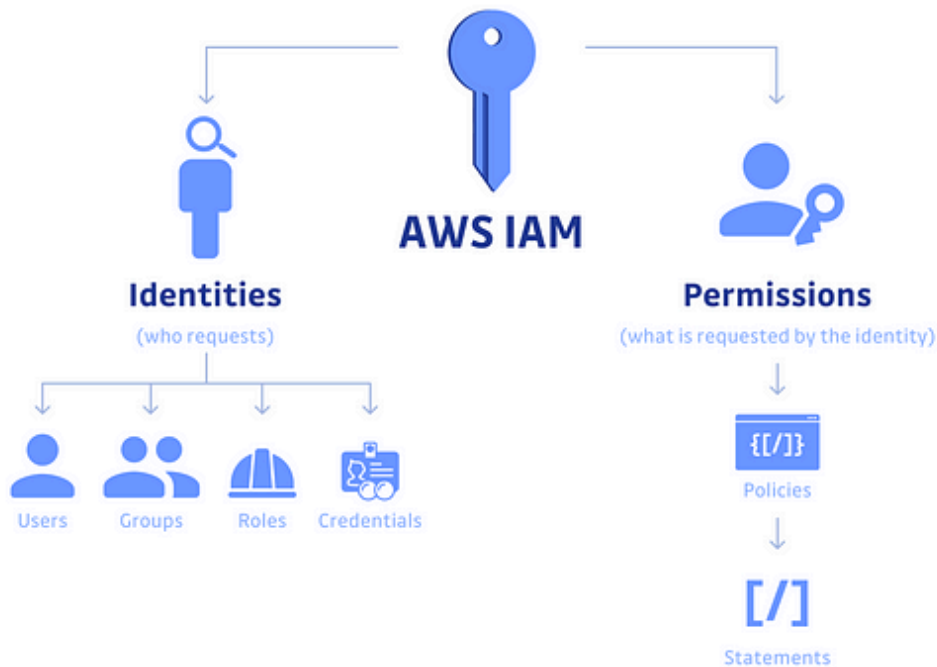 AWS IAM
Identities
(who requests)
Users
Groups
Roles
Credentials
Permissions
(what is requested by the identity)
{[/]}
Policies
[/]
Statements